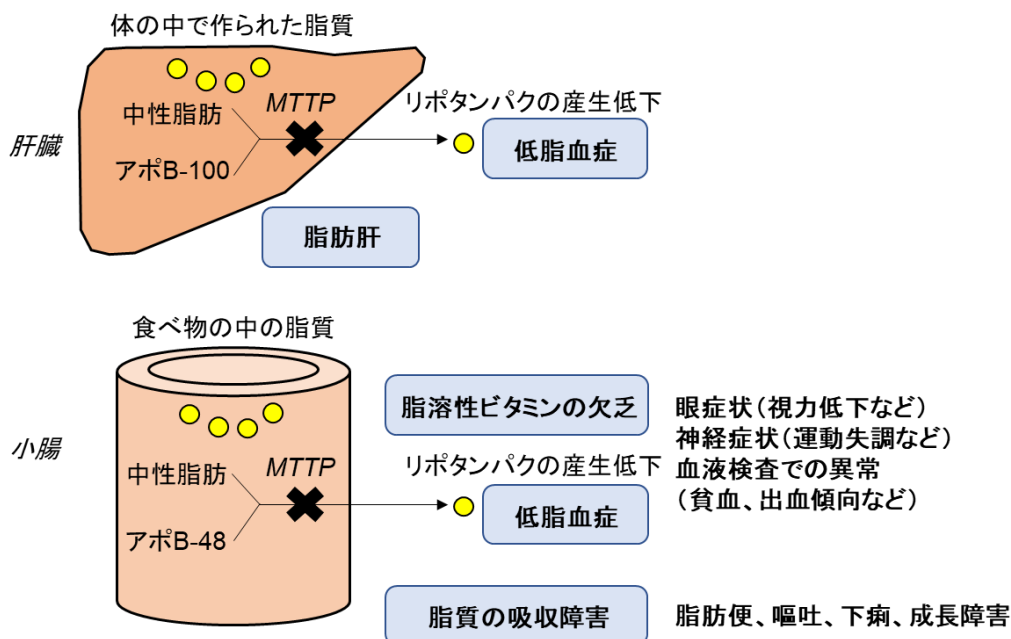 体の中で作られた脂質
肝臓
中性脂肪
MTTP
アポB-100
リポタンパクの産生低下
低脂血症
脂肪肝
食べ物の中の脂質
小腸
中性脂肪
MTTP
アポB-48
脂溶性ビタミンの欠乏
リポタンパクの産生低下
低脂血症
眼症状（視力低下など）
神経症状（運動失調など）
血液検査での異常
（貧血、出血傾向など）
脂質の吸収障害
脂肪便、嘔吐、下痢、成長障害